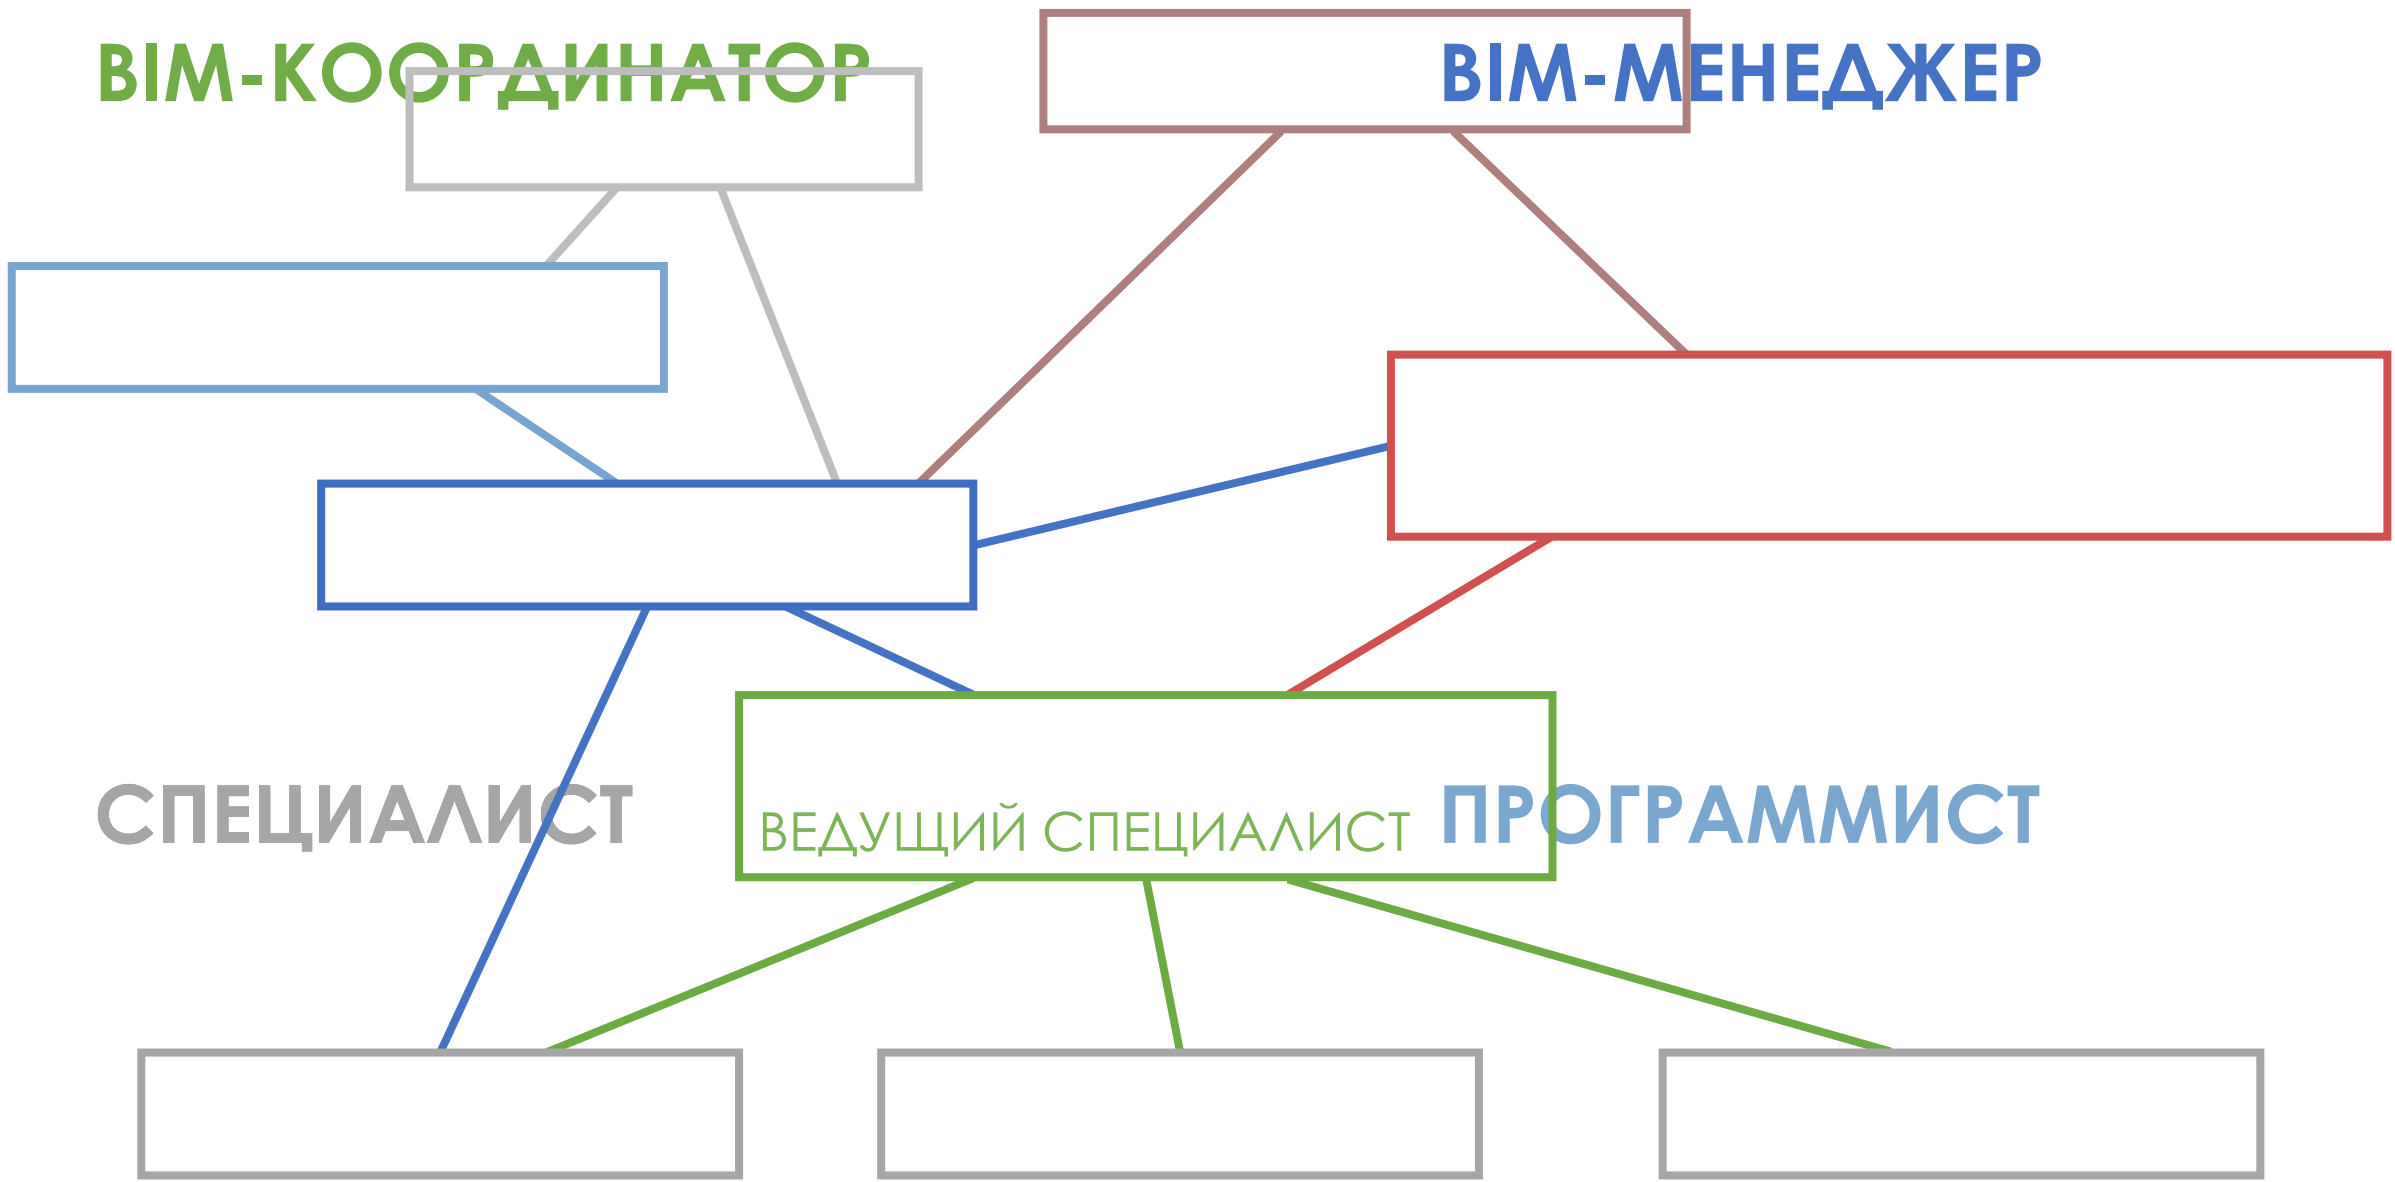 BIM-КООРДИНАТОР
BIM-МЕНЕДЖЕР
СПЕЦИАЛИСТ
ВЕДУЩИЙ СПЕЦИАЛИСТ
ПРОГРАММИСТ